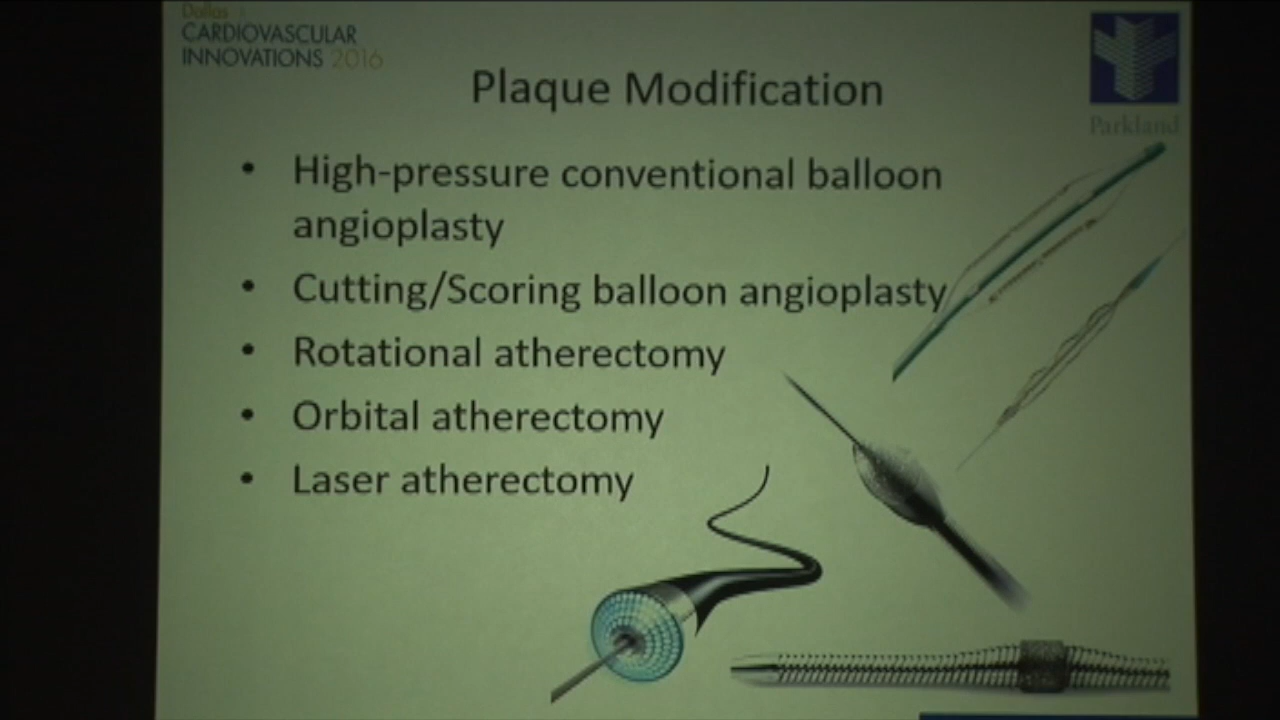 Dallas
CARDIOVASCULAR
INNOVATIONS 2016
Parkland
Plaque Modification
• High-pressure conventional balloon
angioplasty
• Cutting/Scoring balloon angioplasty
• Rotational atherectomy
• Orbital atherectomy
• Laser atherectomy